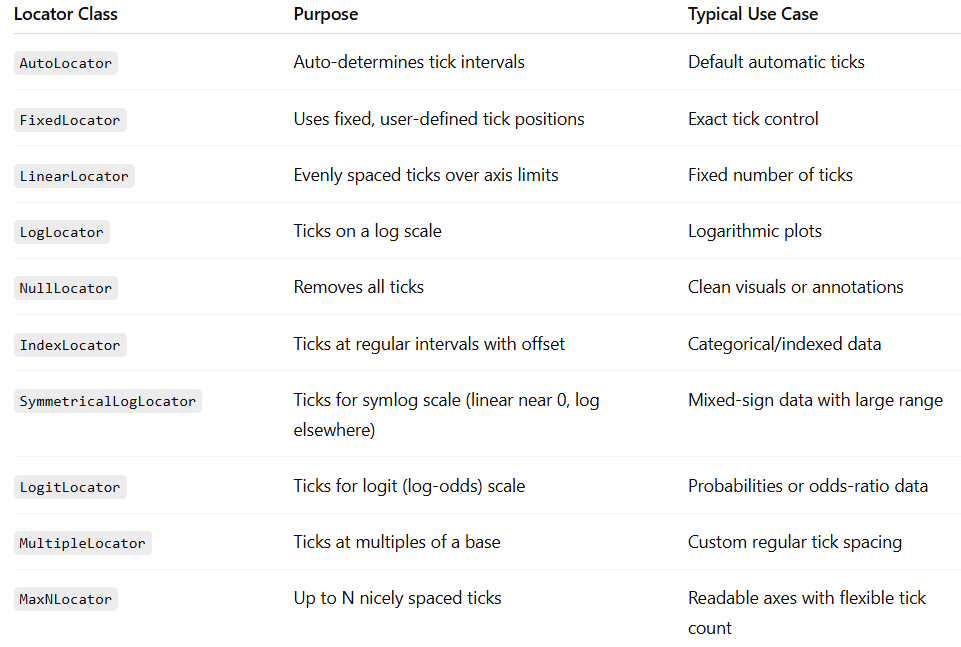 Locator Class Purpose Typical Use Case
AutoLocator Auto-determines tick intervals Default automatic ticks
FixedLocator Uses fixed, user-defined tick positions Exact tick control
LinearLocator Evenly spaced ticks over axis limits Fixed number of ticks
LogLocator Ticks on a log scale Logarithmic plots
NullLocator Removes all ticks Clean visuals or annotations
IndexLocator Ticks at regular intervals with offset Categorical/indexed data
SymmetricalLogLocator Ticks for symlog scale (linear near 0, log Mixed-sign data with large range
elsewhere)
LogitLocator Ticks for logit (log-odds) scale Probabilities or odds-ratio data
MultipleLocator Ticks at multiples of a base Custom regular tick spacing
MaxNLocator Up to N nicely spaced ticks Readable axes with flexible tick
count